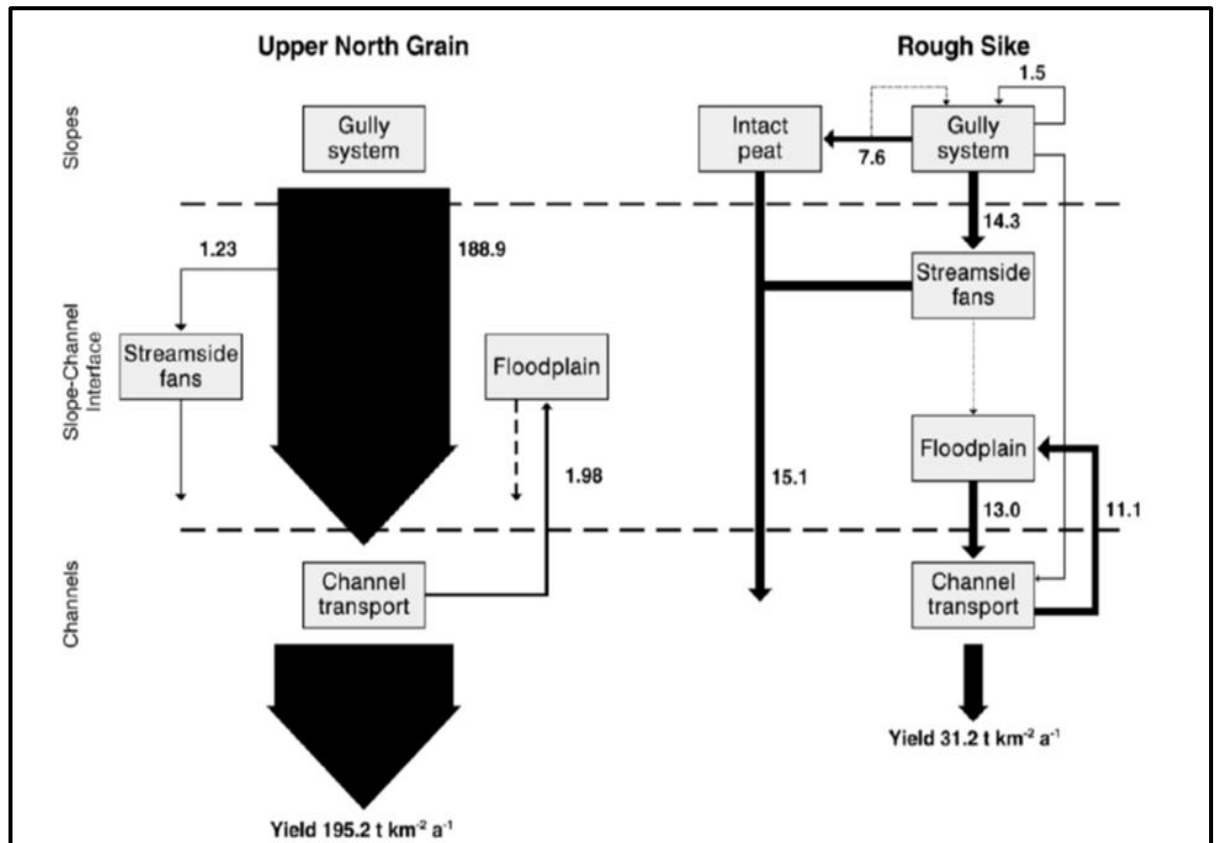 Upper North Grain
Rough Sike
Slopes
Slope-Channel
Interface
Channels
Gully
system
1.23
188.9
Streamside
fans
Floodplain
1.98
Channel
transport
Yield 195.2 t km⁻² a⁻¹
1.5
Intact
peat
7.6
Gully
system
14.3
Streamside
fans
15.1
Floodplain
13.0
11.1
Channel
transport
Yield 31.2 t km⁻² a⁻¹